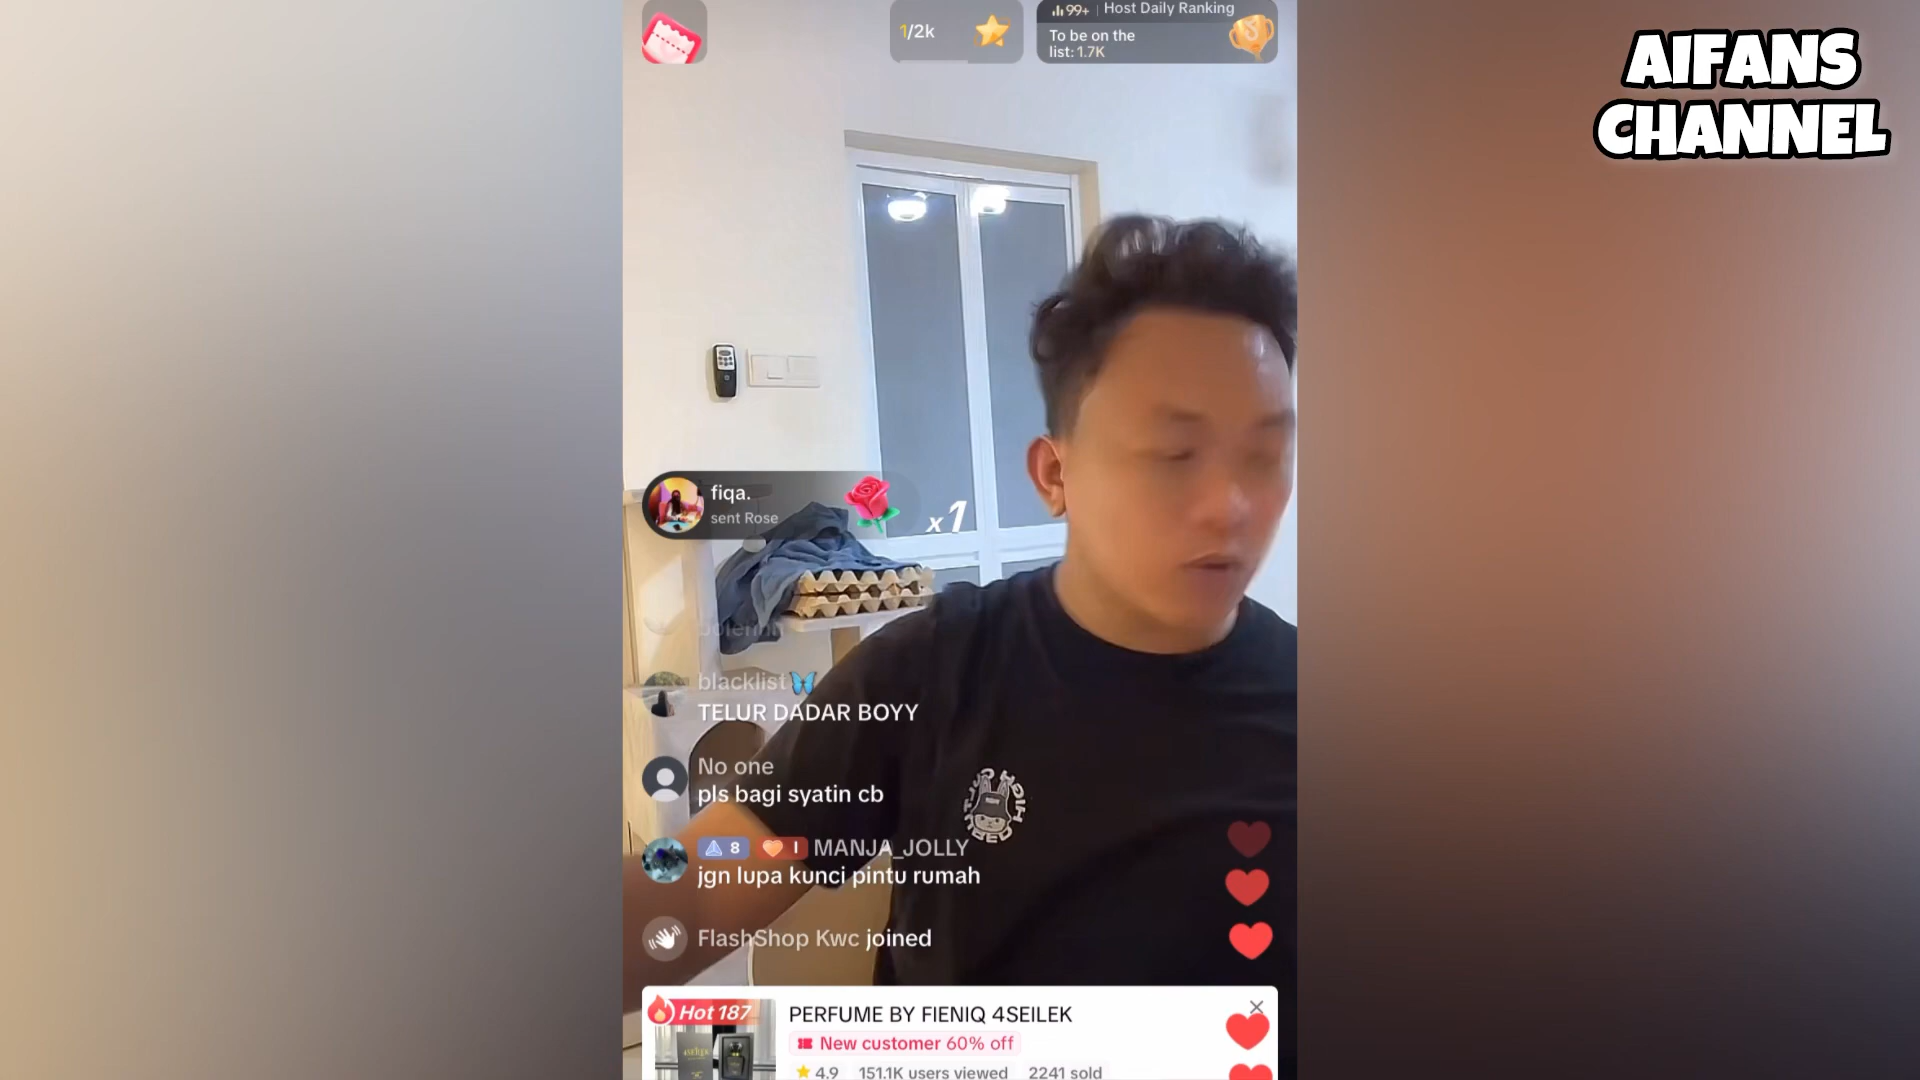 AIFANS
CHANNEL
1/2k
99+ | Host Daily Ranking
To be on the
list: 1.7K
fiqa.
sent Rose
x1
blacklist🦋
TELUR DADAR BOYY
No one
pls bagi syatin cb
8 I MANJA_JOLLY
jgn lupa kunci pintu rumah
FlashShop Kwc joined
Hot 187
PERFUME BY FIENIQ 4SEILEK
New customer 60% off
4.9 151.1K users viewed 2241 sold